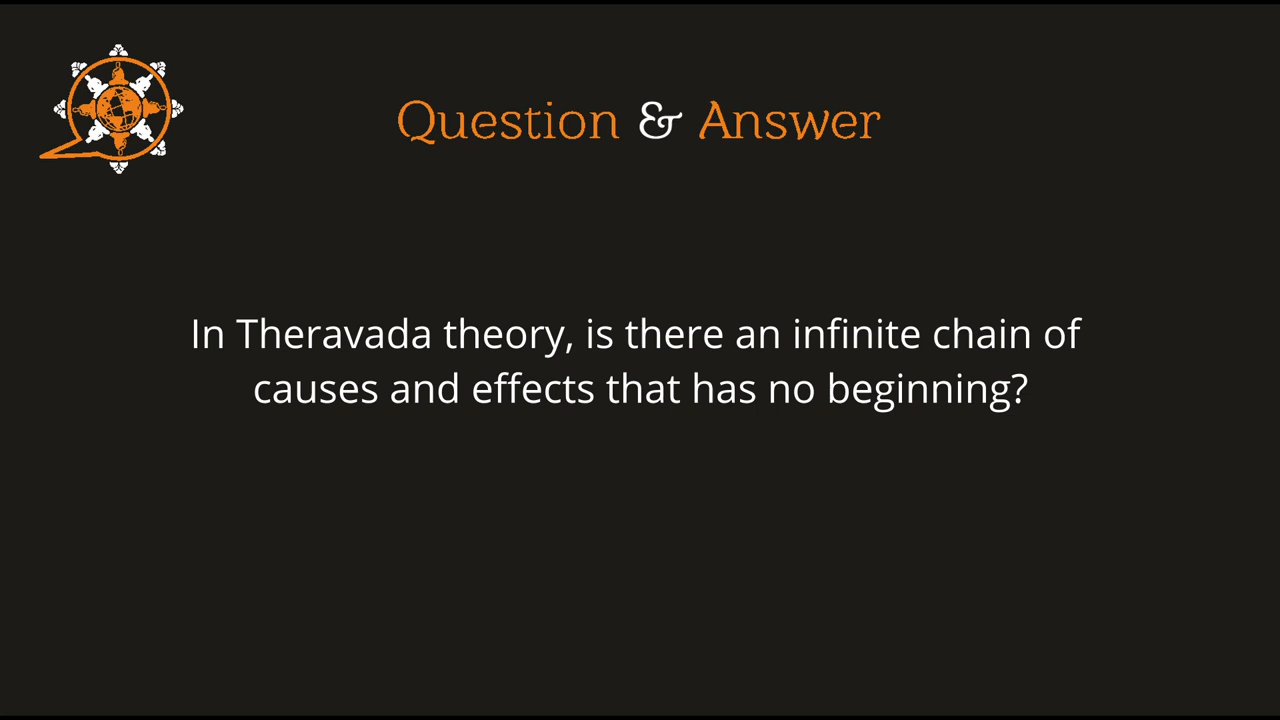 Question & Answer
In Theravada theory, is there an infinite chain of
causes and effects that has no beginning?